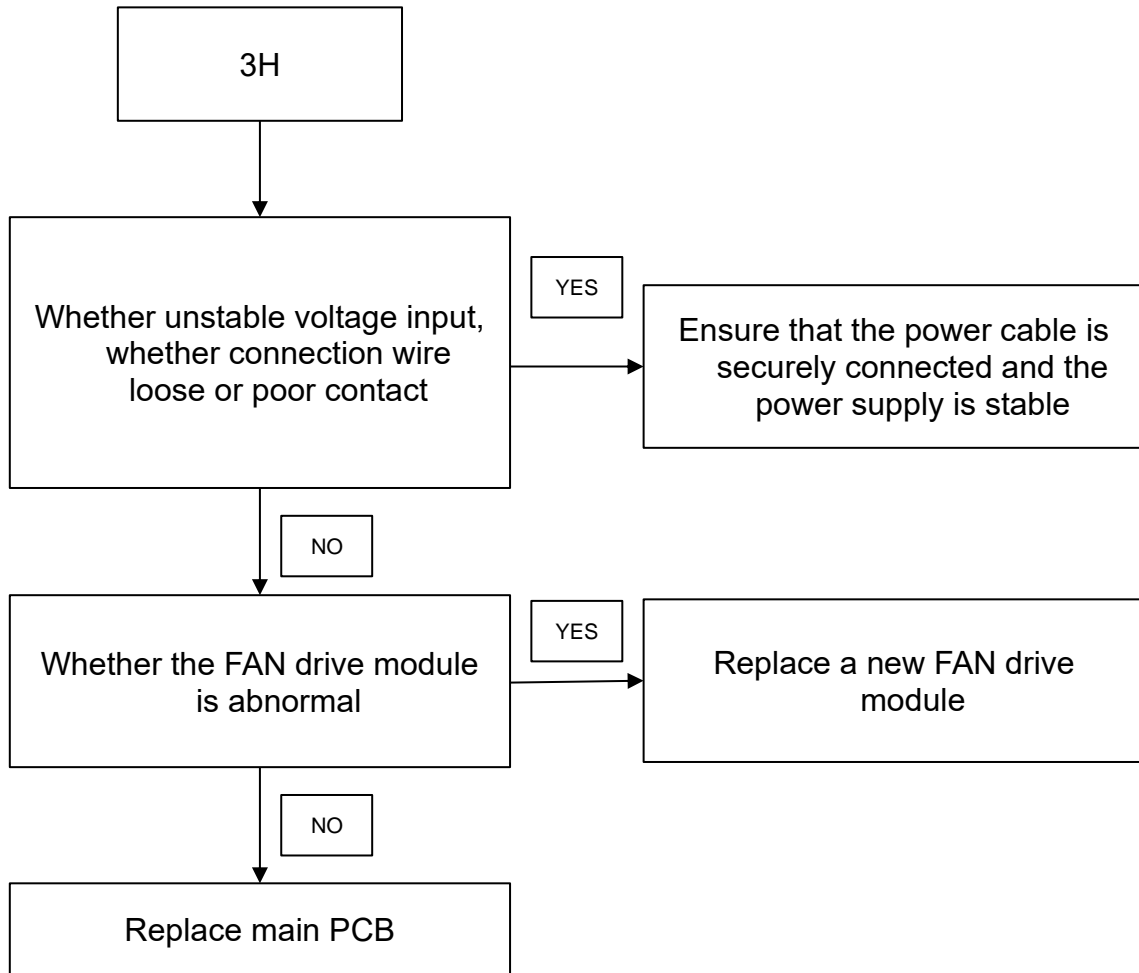 3H
Whether unstable voltage input,
whether connection wire
loose or poor contact
YES
Ensure that the power cable is
securely connected and the
power supply is stable
NO
Whether the FAN drive module
is abnormal
YES
Replace a new FAN drive
module
NO
Replace main PCB